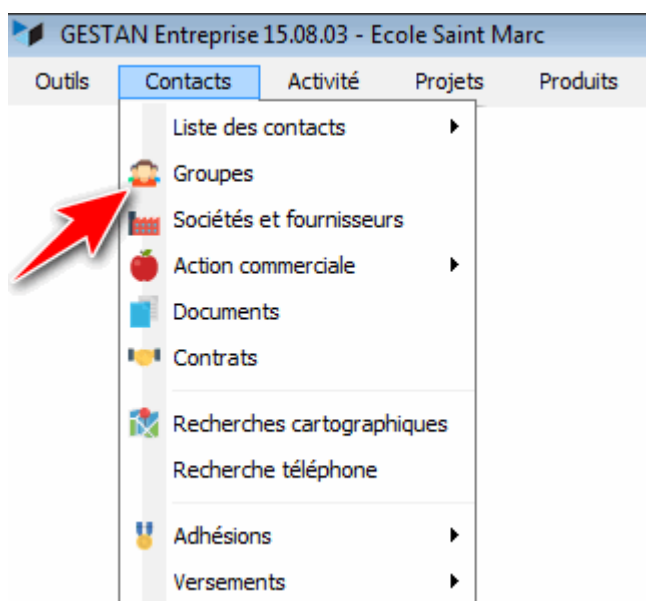 GESTAN Entreprise 15.08.03 - Ecole Saint Marc
Outils Contacts Activité Projets Produits
Liste des contacts
Groupes
Sociétés et fournisseurs
Action commerciale
Documents
Contrats
Recherches cartographiques
Recherche téléphone
Adhésions
Versements